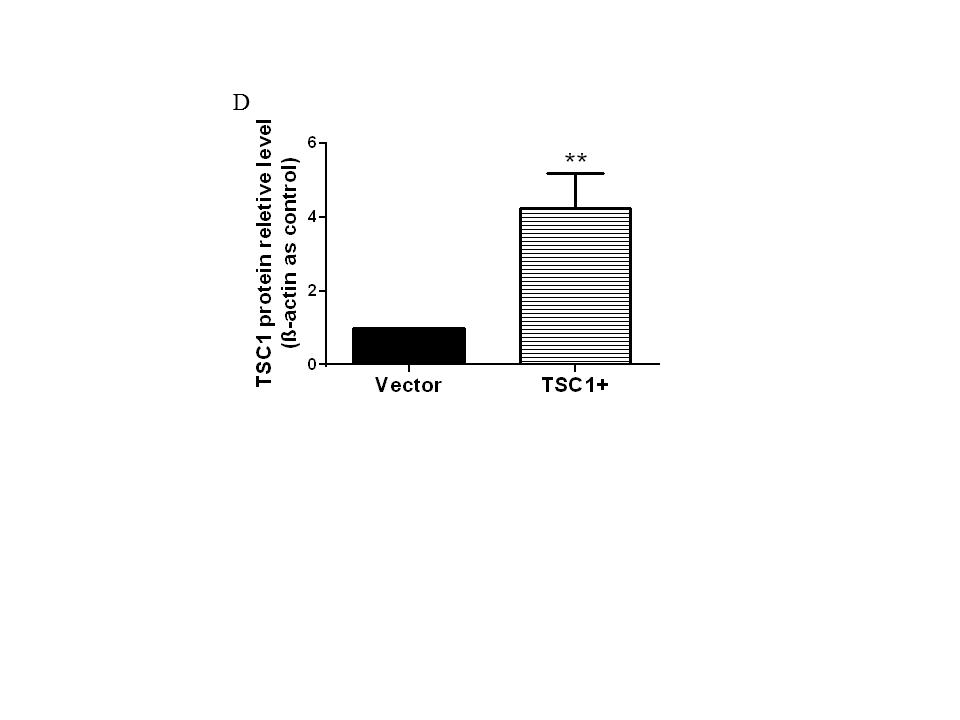 D
TSC1 protein reletive level
(ß-actin as control)
6
4
2
0
**
Vector
TSC1+